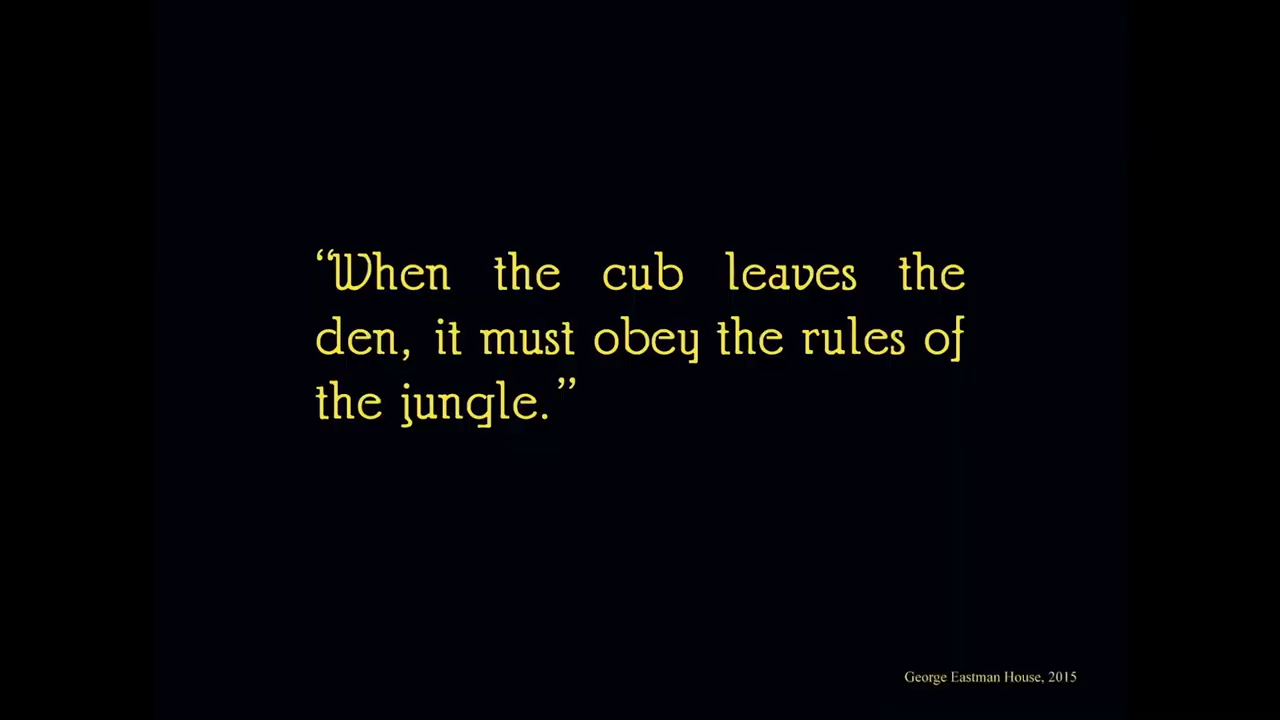 “When the cub leaves the
den, it must obey the rules of
the jungle.”
George Eastman House, 2015